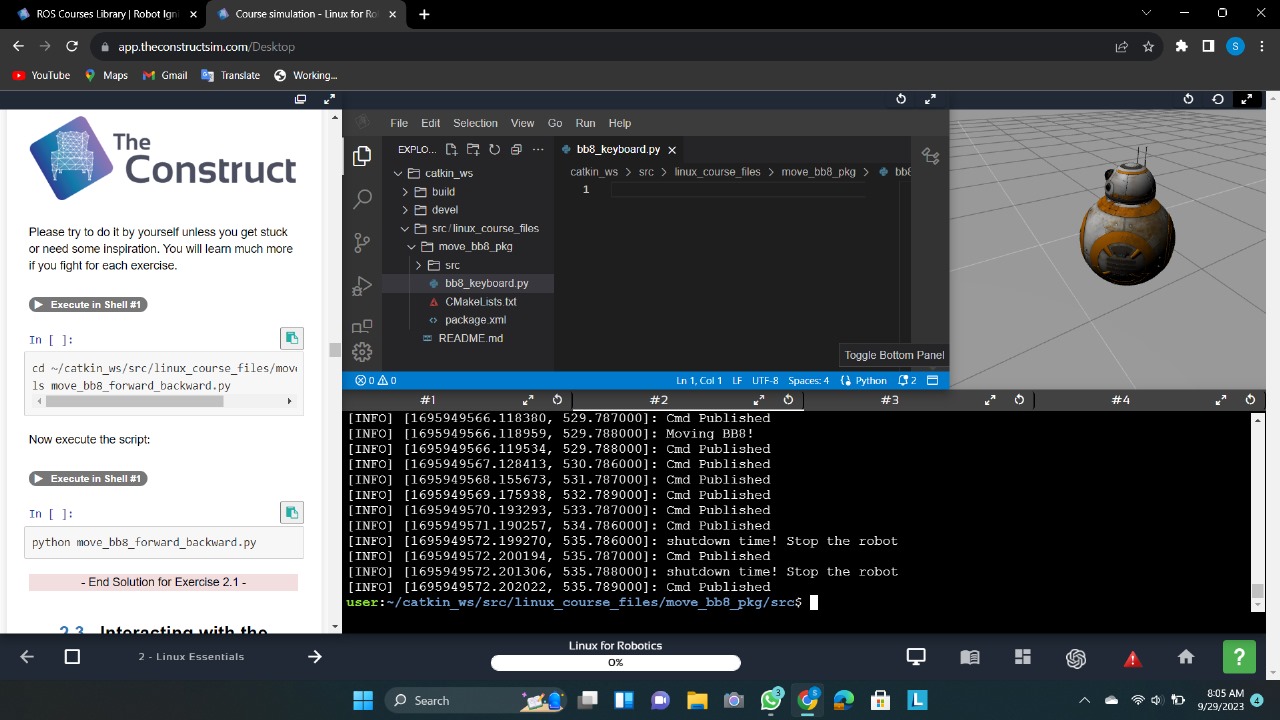 ROS Courses Library | Robot Igni
Course simulation - Linux for Ro
app.theconstructsim.com/Desktop
S
YouTube
Maps
Gmail
Translate
Working...
The
Construct
Please try to do it by yourself unless you get stuck
or need some inspiration. You will learn much more
if you fight for each exercise.
Execute in Shell #1
In [ ]:
cd ~/catkin_ws/src/linux_course_files/move
ls move_bb8_forward_backward.py
Now execute the script:
Execute in Shell #1
In [ ]:
python move_bb8_forward_backward.py
- End Solution for Exercise 2.1 -
2.3 Interacting with the
File Edit Selection View Go Run Help
EXPLO...
catkin_ws
build
devel
src/linux_course_files
move_bb8_pkg
src
bb8_keyboard.py
CMakeLists.txt
package.xml
README.md
bb8_keyboard.py
catkin_ws > src > linux_course_files > move_bb8_pkg > bb8
1
Toggle Bottom Panel
0 0
Ln 1, Col 1 LF UTF-8 Spaces: 4 Python 2
#1 #2 #3 #4
[INFO] [1695949566.118380, 529.787000]: Cmd Published
[INFO] [1695949566.118959, 529.788000]: Moving BB8!
[INFO] [1695949566.119534, 529.788000]: Cmd Published
[INFO] [1695949567.128413, 530.786000]: Cmd Published
[INFO] [1695949568.155673, 531.787000]: Cmd Published
[INFO] [1695949569.175938, 532.789000]: Cmd Published
[INFO] [1695949570.193293, 533.787000]: Cmd Published
[INFO] [1695949571.190257, 534.786000]: Cmd Published
[INFO] [1695949572.199270, 535.786000]: shutdown time! Stop the robot
[INFO] [1695949572.200194, 535.787000]: Cmd Published
[INFO] [1695949572.201306, 535.788000]: shutdown time! Stop the robot
[INFO] [1695949572.202022, 535.789000]: Cmd Published
user:~/catkin_ws/src/linux_course_files/move_bb8_pkg/src$
2 - Linux Essentials
Linux for Robotics
0%
?
Search
3
S
L
8:05 AM
9/29/2023
4